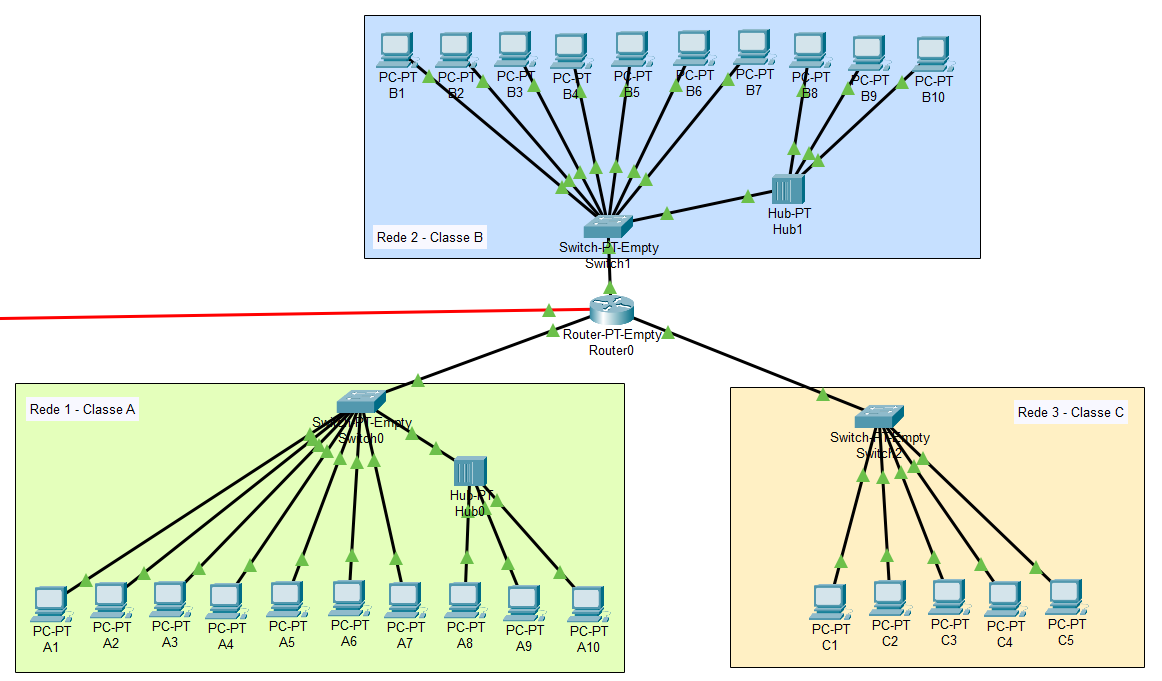 PC-PT
B1
PC-PT
B2
PC-PT
B3
PC-PT
B4
PC-PT
B5
PC-PT
B6
PC-PT
B7
PC-PT
B8
PC-PT
B9
PC-PT
B10
Hub-PT
Hub1
Rede 2 - Classe B
Switch-PT-Empty
Switch1
Router-PT-Empty
Router0
Rede 1 - Classe A
Switch-PT-Empty
Switch0
Hub-PT
Hub0
PC-PT
A1
PC-PT
A2
PC-PT
A3
PC-PT
A4
PC-PT
A5
PC-PT
A6
PC-PT
A7
PC-PT
A8
PC-PT
A9
PC-PT
A10
Rede 3 - Classe C
Switch-PT-Empty
Switch2
PC-PT
C1
PC-PT
C2
PC-PT
C3
PC-PT
C4
PC-PT
C5